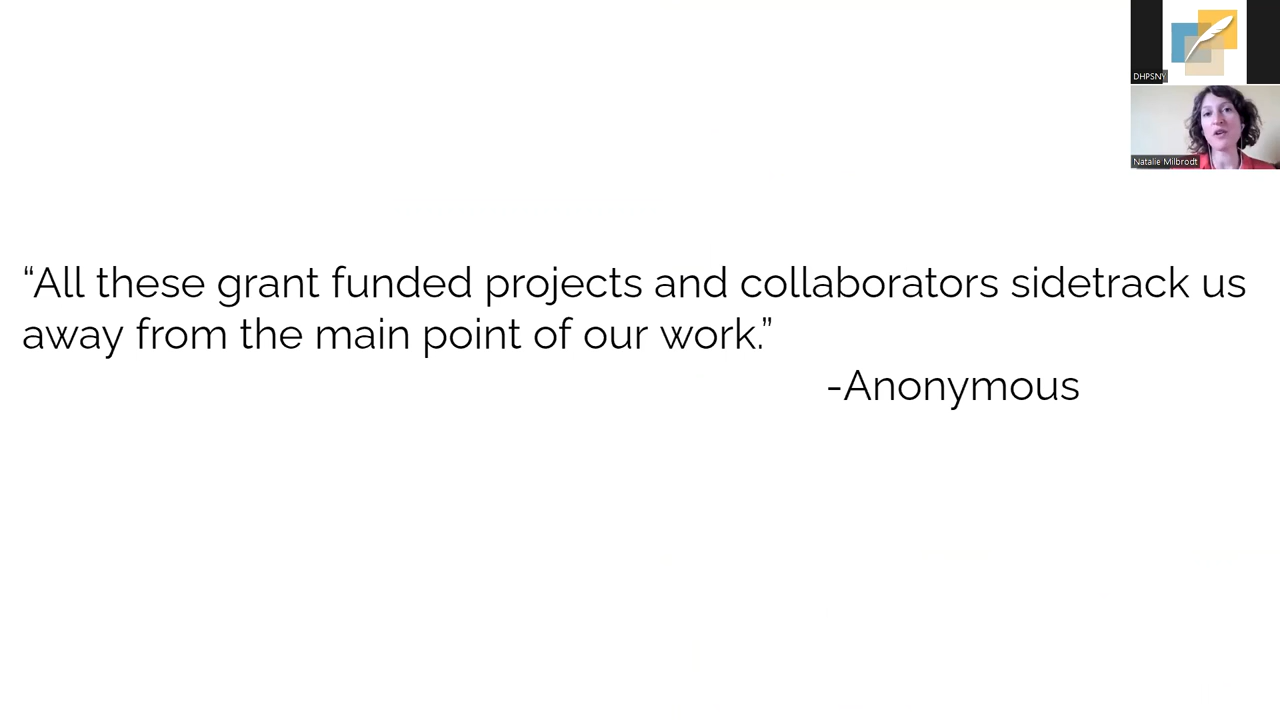 DHPSNY
Natalie Milbrodt
“All these grant funded projects and collaborators sidetrack us
away from the main point of our work.”
-Anonymous